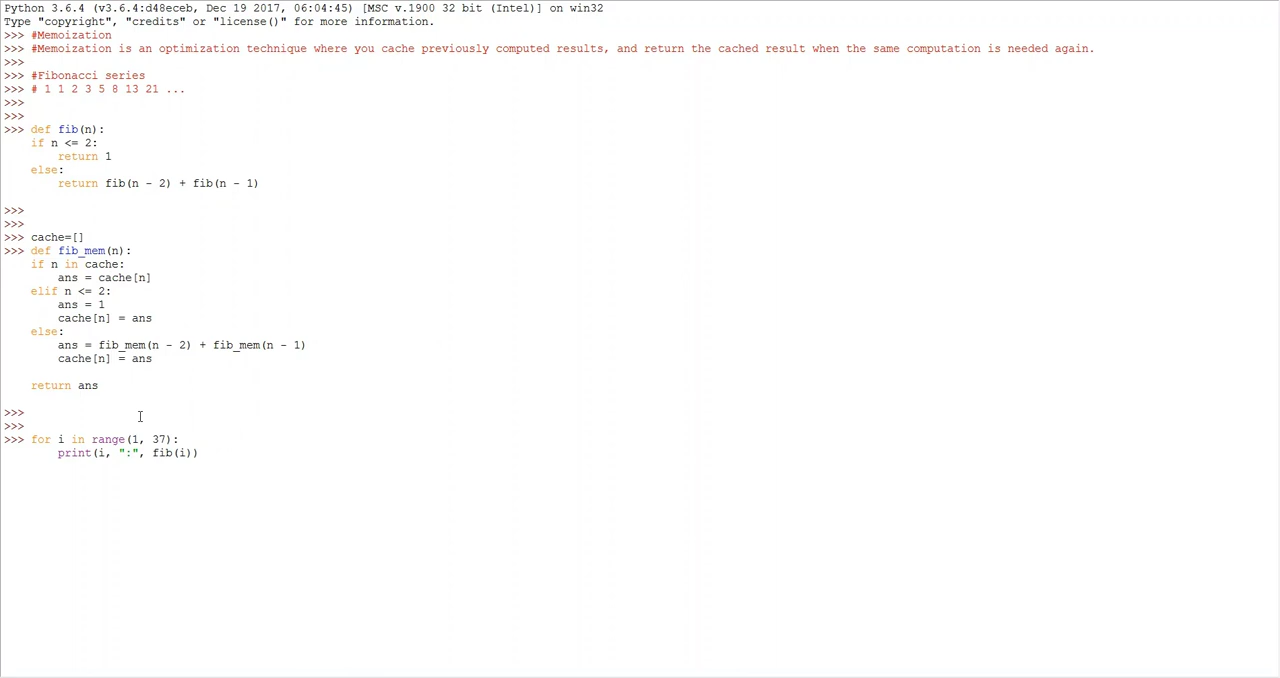 Python 3.6.4 (v3.6.4:d48eceb, Dec 19 2017, 06:04:45) [MSC v.1900 32 bit (Intel)] on win32
Type "copyright", "credits" or "license()" for more information.
>>> #Memoization
>>> #Memoization is an optimization technique where you cache previously computed results, and return the cached result when the same computation is needed again.
>>>
>>> #Fibonacci series
>>> # 1 1 2 3 5 8 13 21 ...
>>>
>>>
>>> def fib(n):
    if n <= 2:
        return 1
    else:
        return fib(n - 2) + fib(n - 1)
>>>
>>>
>>> cache=[]
>>> def fib_mem(n):
    if n in cache:
        ans = cache[n]
    elif n <= 2:
        ans = 1
        cache[n] = ans
    else:
        ans = fib_mem(n - 2) + fib_mem(n - 1)
        cache[n] = ans
    return ans
>>>
>>>
>>> for i in range(1, 37):
        print(i, ":", fib(i))